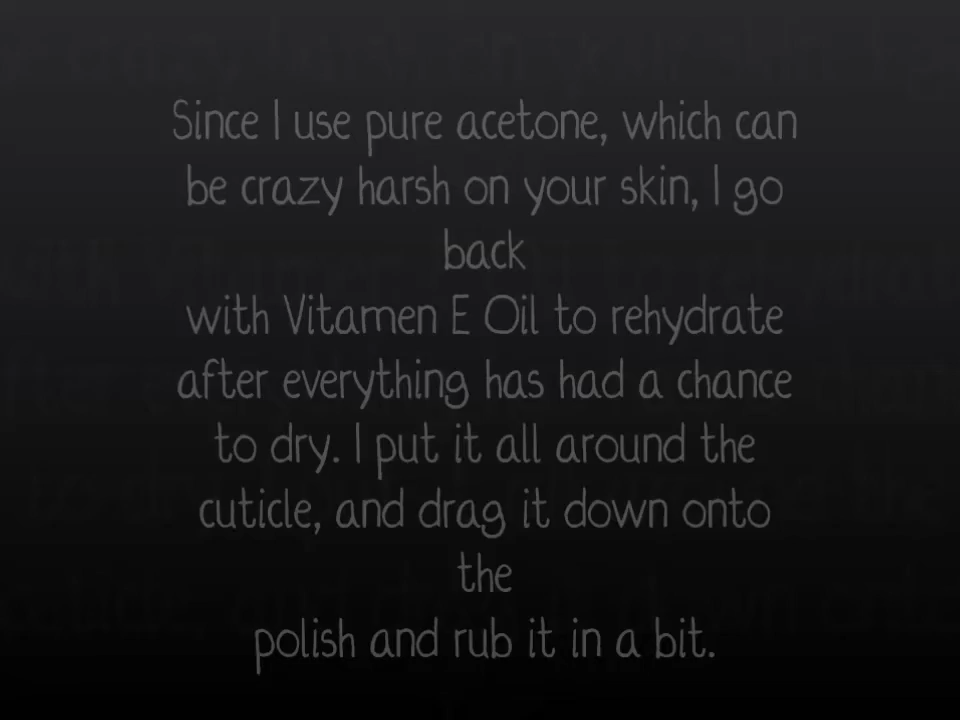 Since I use pure acetone, which can
be crazy harsh on your skin, I go
back
with Vitamen E Oil to rehydrate
after everything has had a chance
to dry. I put it all around the
cuticle, and drag it down onto
the
polish and rub it in a bit.